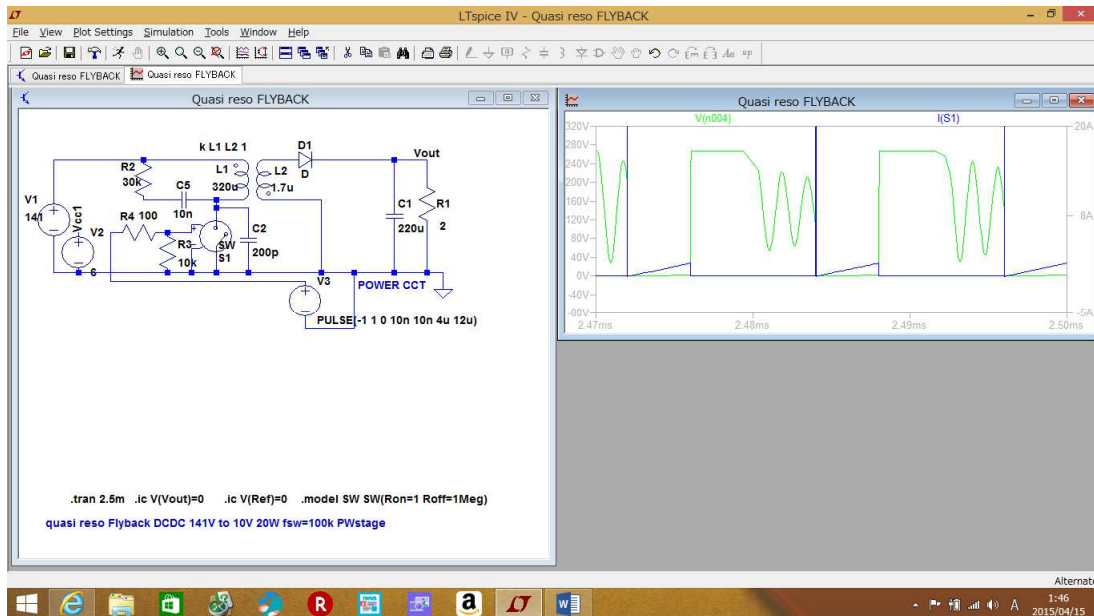 LTspice IV - Quasi reso FLYBACK
File View Plot Settings Simulation Tools Window Help
Quasi reso FLYBACK
Quasi reso FLYBACK
Quasi reso FLYBACK
k L1 L2 1
D1
D
Vout
R2
30k
L1
320u
L2
1.7u
C5
10n
V1
141
Vcc1
V2
6
R4 100
R3
10k
SW
S1
C2
200p
C1
220u
R1
2
V3
POWER CCT
PULSE(-1 1 0 10n 10n 4u 12u)
.tran 2.5m .ic V(Vout)=0 .ic V(Ref)=0 .model SW SW(Ron=1 Roff=1Meg)
quasi reso Flyback DCDC 141V to 10V 20W fsw=100k PWstage
Quasi reso FLYBACK
V(n004) I(S1)
320V
280V
240V
200V
160V
120V
80V
40V
0V
-40V
-80V
20A
8A
-5A
2.47ms 2.48ms 2.49ms 2.50ms
Alternate
A
1:46
2015/04/15